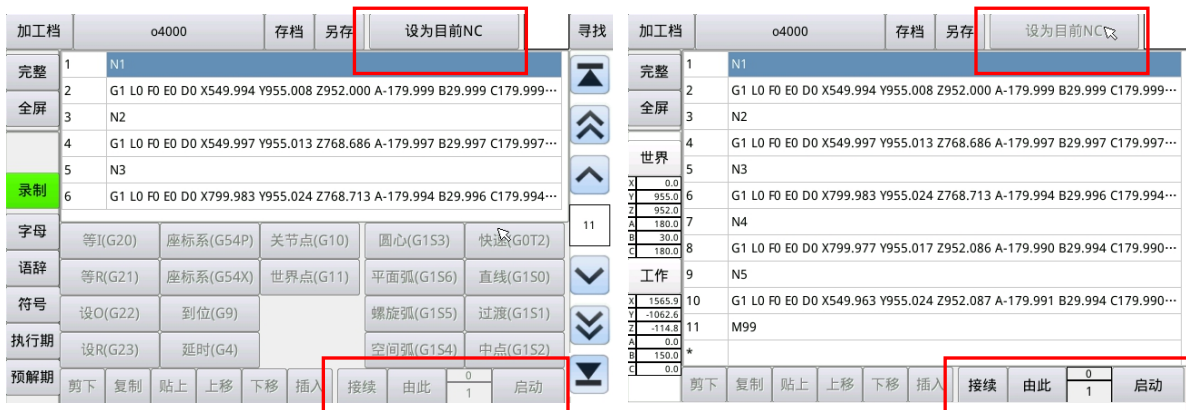 加工档 o4000 存档 另存 设为目前NC 寻找
完整
全屏
录制
字母
语辞
符号
执行期
预解期
1 N1
2 G1 L0 F0 E0 D0 X549.994 Y955.008 Z952.000 A-179.999 B29.999 C179.999···
3 N2
4 G1 L0 F0 E0 D0 X549.997 Y955.013 Z768.686 A-179.997 B29.997 C179.997···
5 N3
6 G1 L0 F0 E0 D0 X799.983 Y955.024 Z768.713 A-179.994 B29.996 C179.994···
11
等I(G20) 座标系(G54P) 关节点(G10) 圆心(G1S3) 快速(G0T2)
等R(G21) 座标系(G54X) 世界点(G11) 平面弧(G1S6) 直线(G1S0)
设O(G22) 到位(G9) 螺旋弧(G1S5) 过渡(G1S1)
设R(G23) 延时(G4) 空间弧(G1S4) 中点(G1S2)
剪下 复制 贴上 上移 下移 插入 接续 由此 0 启动
1
加工档 o4000 存档 另存 设为目前NC
完整
全屏
世界
X 0.0
Y 955.0
Z 952.0
A 180.0
B 30.0
C 180.0
工作
X 1565.9
Y -1062.6
Z -114.8
A 0.0
B 150.0
C 0.0
1 N1
2 G1 L0 F0 E0 D0 X549.994 Y955.008 Z952.000 A-179.999 B29.999 C179.999···
3 N2
4 G1 L0 F0 E0 D0 X549.997 Y955.013 Z768.686 A-179.997 B29.997 C179.997···
5 N3
6 G1 L0 F0 E0 D0 X799.983 Y955.024 Z768.713 A-179.994 B29.996 C179.994···
7 N4
8 G1 L0 F0 E0 D0 X799.977 Y955.017 Z952.086 A-179.990 B29.994 C179.990···
9 N5
10 G1 L0 F0 E0 D0 X549.963 Y955.024 Z952.087 A-179.991 B29.994 C179.990···
11 M99
*
剪下 复制 贴上 上移 下移 插入 接续 由此 0 启动
1